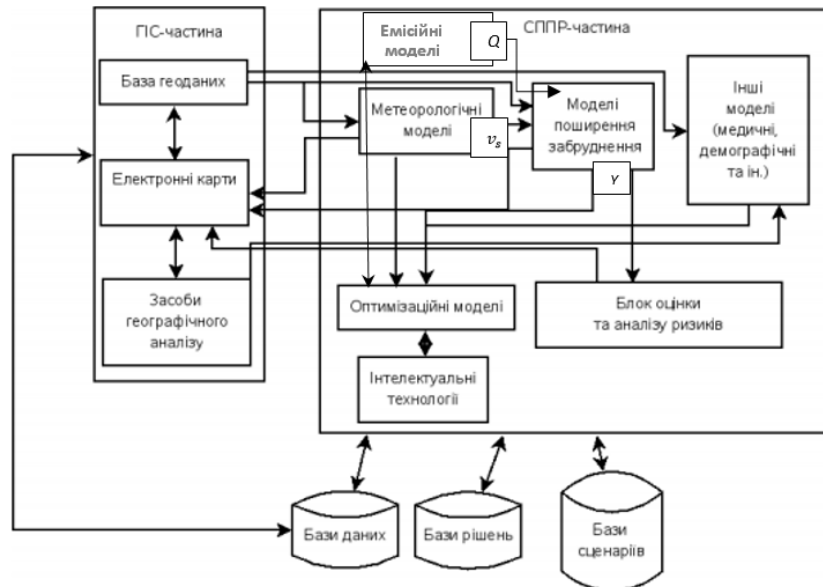 ГІС-частина
СППР-частина
Емісійні
моделі
Q
База геоданих
Метеорологічні
моделі
v_s
Моделі
поширення
забруднення
γ
Інші
моделі
(медичні,
демографічні
та ін.)
Електронні карти
Засоби
географічного
аналізу
Оптимізаційні моделі
Блок оцінки
та аналізу ризиків
Інтелектуальні
технології
Бази даних
Бази рішень
Бази
сценаріїв